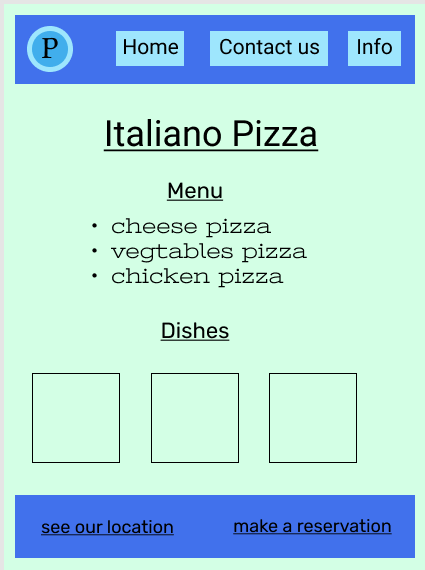 P Home Contact us Info
Italiano Pizza
Menu
• cheese pizza
• vegtables pizza
• chicken pizza
Dishes
see our location make a reservation